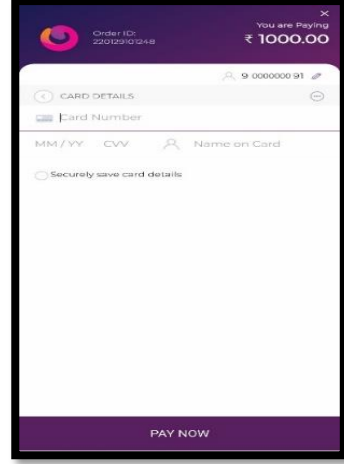 ×
Order ID:
220129101248
You are Paying
₹ 1000.00
9 0000000 91
CARD DETAILS
Card Number
MM / YY CVV Name on Card
Securely save card details
PAY NOW